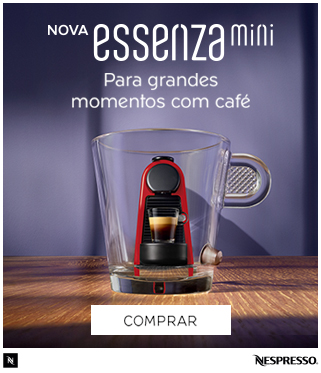 NOVA essenza mini
Para grandes
momentos com café
COMPRAR
NESPRESSO.